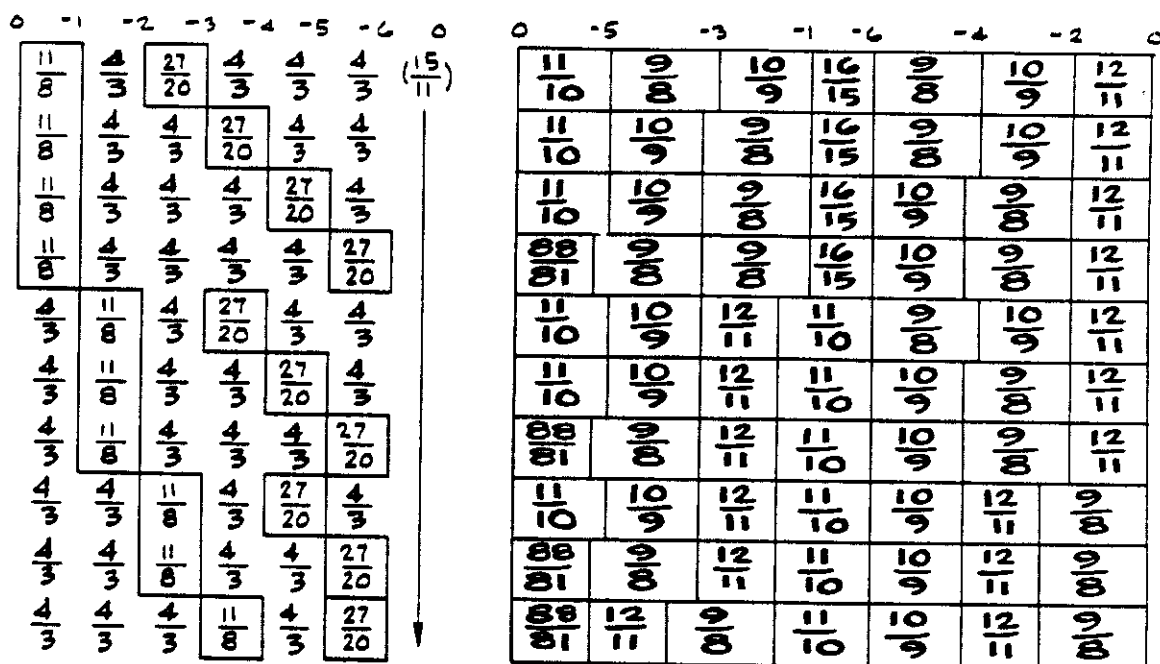 0 -1 -2 -3 -4 -5 -6 0 0 -5 -3 -1 -6 -4 -2 0
11/8 4/3 27/20 4/3 4/3 4/3 (15/11) 11/10 9/8 10/9 16/15 9/8 10/9 12/11
11/8 4/3 4/3 27/20 4/3 4/3 11/10 10/9 9/8 16/15 9/8 10/9 12/11
11/8 4/3 4/3 4/3 27/20 4/3 11/10 10/9 9/8 16/15 10/9 9/8 12/11
11/8 4/3 4/3 4/3 4/3 27/20 88/81 9/8 9/8 16/15 10/9 9/8 12/11
4/3 11/8 4/3 27/20 4/3 4/3 11/10 10/9 12/11 11/10 9/8 10/9 12/11
4/3 11/8 4/3 4/3 27/20 4/3 11/10 10/9 12/11 11/10 10/9 9/8 12/11
4/3 11/8 4/3 4/3 4/3 27/20 88/81 9/8 12/11 11/10 10/9 9/8 12/11
4/3 4/3 11/8 4/3 27/20 4/3 11/10 10/9 12/11 11/10 10/9 12/11 9/8
4/3 4/3 11/8 4/3 4/3 27/20 88/81 9/8 12/11 11/10 10/9 12/11 9/8
4/3 4/3 4/3 11/8 4/3 27/20 88/81 12/11 9/8 11/10 10/9 12/11 9/8